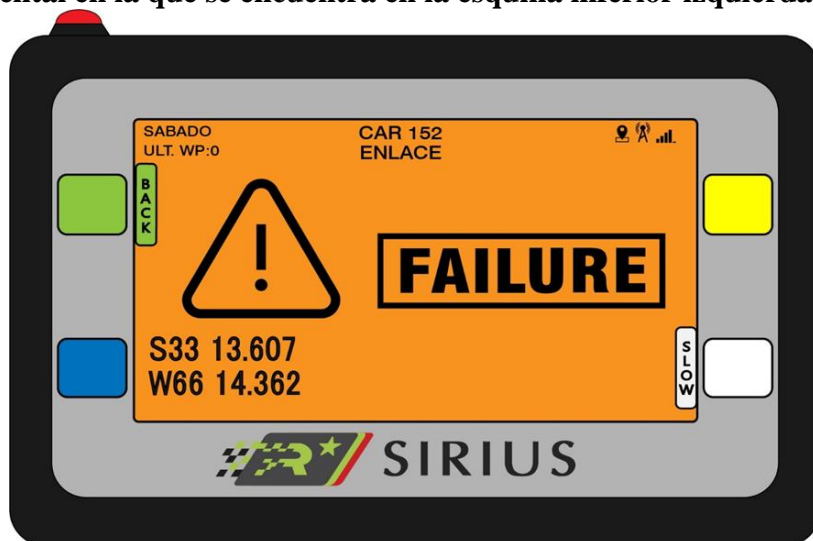 en la que se encuentra en la esquina inferior izquierda
SABADO
ULT. WP:0
CAR 152
ENLACE
BACK
FAILURE
S33 13.607
W66 14.362
SLOW
R
SIRIUS